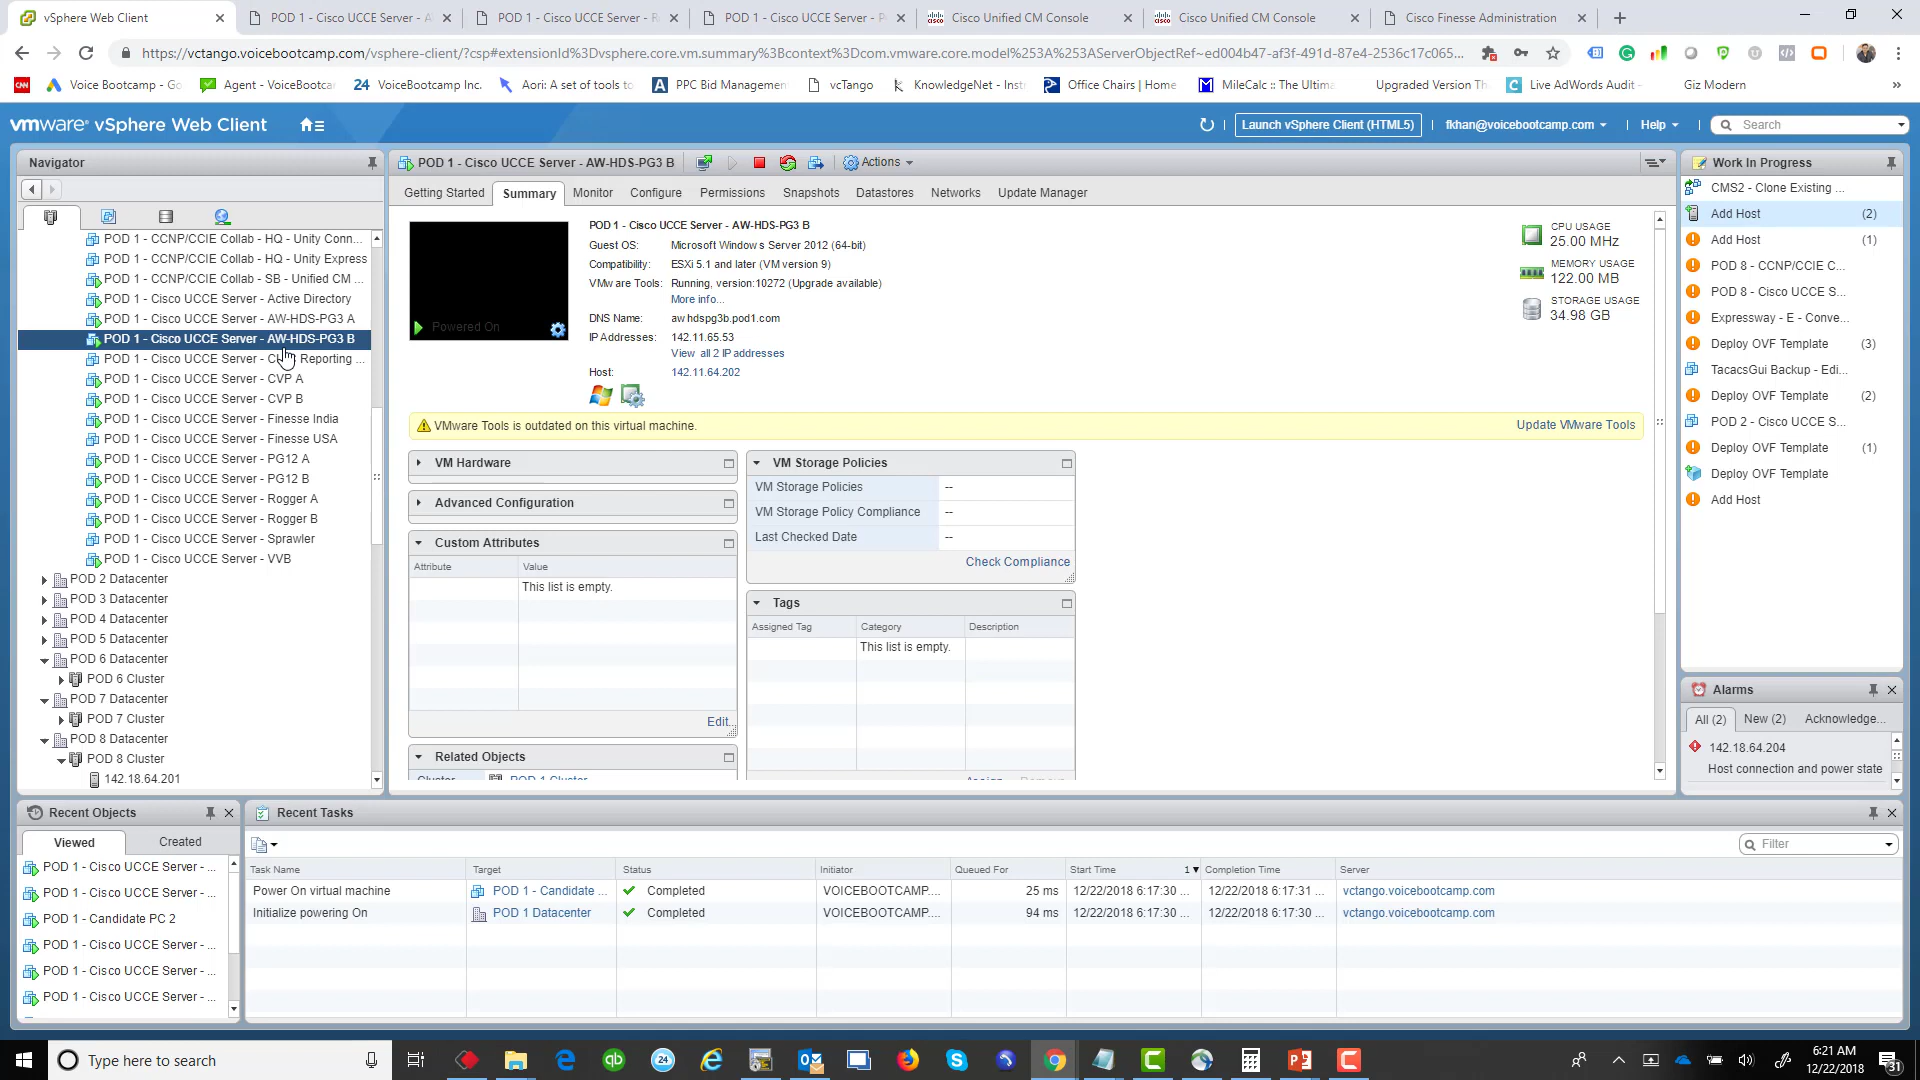 vSphere Web Client
POD 1 - Cisco UCCE Server - A
POD 1 - Cisco UCCE Server - R
POD 1 - Cisco UCCE Server - P
Cisco Unified CM Console
Cisco Unified CM Console
Cisco Finesse Administration
https://vctango.voicebootcamp.com/vsphere-client/?csp#extensionId%3Dvsphere.core.vm.summary%3Bcontext%3Dcom.vmware.core.model%253A%253AServerObjectRef~ed004b47-af3f-491d-87e4-2536c17c065...
CNN
Voice Bootcamp - Go
Agent - VoiceBootcam
24 VoiceBootcamp Inc.
Aori: A set of tools to
PPC Bid Managemen
vcTango
KnowledgeNet - Instr
Office Chairs | Home
MileCalc :: The Ultima
Upgraded Version Th
Live AdWords Audit -
Giz Modern
vmware® vSphere Web Client
Launch vSphere Client (HTML5)
fkhan@voicebootcamp.com
Help
Search
Navigator
POD 1 - CCNP/CCIE Collab - HQ - Unity Conn...
POD 1 - CCNP/CCIE Collab - HQ - Unity Express
POD 1 - CCNP/CCIE Collab - SB - Unified CM ...
POD 1 - Cisco UCCE Server - Active Directory
POD 1 - Cisco UCCE Server - AW-HDS-PG3 A
POD 1 - Cisco UCCE Server - AW-HDS-PG3 B
POD 1 - Cisco UCCE Server - Reporting ...
POD 1 - Cisco UCCE Server - CVP A
POD 1 - Cisco UCCE Server - CVP B
POD 1 - Cisco UCCE Server - Finesse India
POD 1 - Cisco UCCE Server - Finesse USA
POD 1 - Cisco UCCE Server - PG12 A
POD 1 - Cisco UCCE Server - PG12 B
POD 1 - Cisco UCCE Server - Rogger A
POD 1 - Cisco UCCE Server - Rogger B
POD 1 - Cisco UCCE Server - Sprawler
POD 1 - Cisco UCCE Server - VVB
POD 2 Datacenter
POD 3 Datacenter
POD 4 Datacenter
POD 5 Datacenter
POD 6 Datacenter
POD 6 Cluster
POD 7 Datacenter
POD 7 Cluster
POD 8 Datacenter
POD 8 Cluster
142.18.64.201
POD 1 - Cisco UCCE Server - AW-HDS-PG3 B
Actions
Getting Started
Summary
Monitor
Configure
Permissions
Snapshots
Datastores
Networks
Update Manager
Powered On
POD 1 - Cisco UCCE Server - AW-HDS-PG3 B
Guest OS: Microsoft Windows Server 2012 (64-bit)
Compatibility: ESXi 5.1 and later (VM version 9)
VMware Tools: Running, version:10272 (Upgrade available)
More info...
DNS Name: awhdspg3b.pod1.com
IP Addresses: 142.11.65.53
View all 2 IP addresses
Host: 142.11.64.202
CPU USAGE
25.00 MHz
MEMORY USAGE
122.00 MB
STORAGE USAGE
34.98 GB
VMware Tools is outdated on this virtual machine.
Update VMware Tools
VM Hardware
Advanced Configuration
Custom Attributes
Attribute Value
This list is empty.
Edit...
Related Objects
Cluster POD 1 Cluster
VM Storage Policies
VM Storage Policies --
VM Storage Policy Compliance --
Last Checked Date --
Check Compliance
Tags
Assigned Tag Category Description
This list is empty.
Assign... Remove...
Work In Progress
CMS2 - Clone Existing ...
Add Host (2)
Add Host (1)
POD 8 - CCNP/CCIE C...
POD 8 - Cisco UCCE S...
Expressway - E - Conve...
Deploy OVF Template (3)
TacacsGui Backup - Edi...
Deploy OVF Template (2)
POD 2 - Cisco UCCE S...
Deploy OVF Template (1)
Deploy OVF Template
Add Host
Alarms
All (2)
New (2)
Acknowledge...
142.18.64.204
Host connection and power state
Recent Objects
Viewed
Created
POD 1 - Cisco UCCE Server - ...
POD 1 - Cisco UCCE Server - ...
POD 1 - Candidate PC 2
POD 1 - Cisco UCCE Server - ...
POD 1 - Cisco UCCE Server - ...
POD 1 - Cisco UCCE Server - ...
Recent Tasks
Filter
Task Name Target Status Initiator Queued For Start Time 1 Completion Time Server
Power On virtual machine POD 1 - Candidate ... Completed VOICEBOOTCAMP.... 25 ms 12/22/2018 6:17:30 ... 12/22/2018 6:17:31 ... vctango.voicebootcamp.com
Initialize powering On POD 1 Datacenter Completed VOICEBOOTCAMP.... 94 ms 12/22/2018 6:17:30 ... 12/22/2018 6:17:30 ... vctango.voicebootcamp.com
Type here to search
6:21 AM
12/22/2018
31